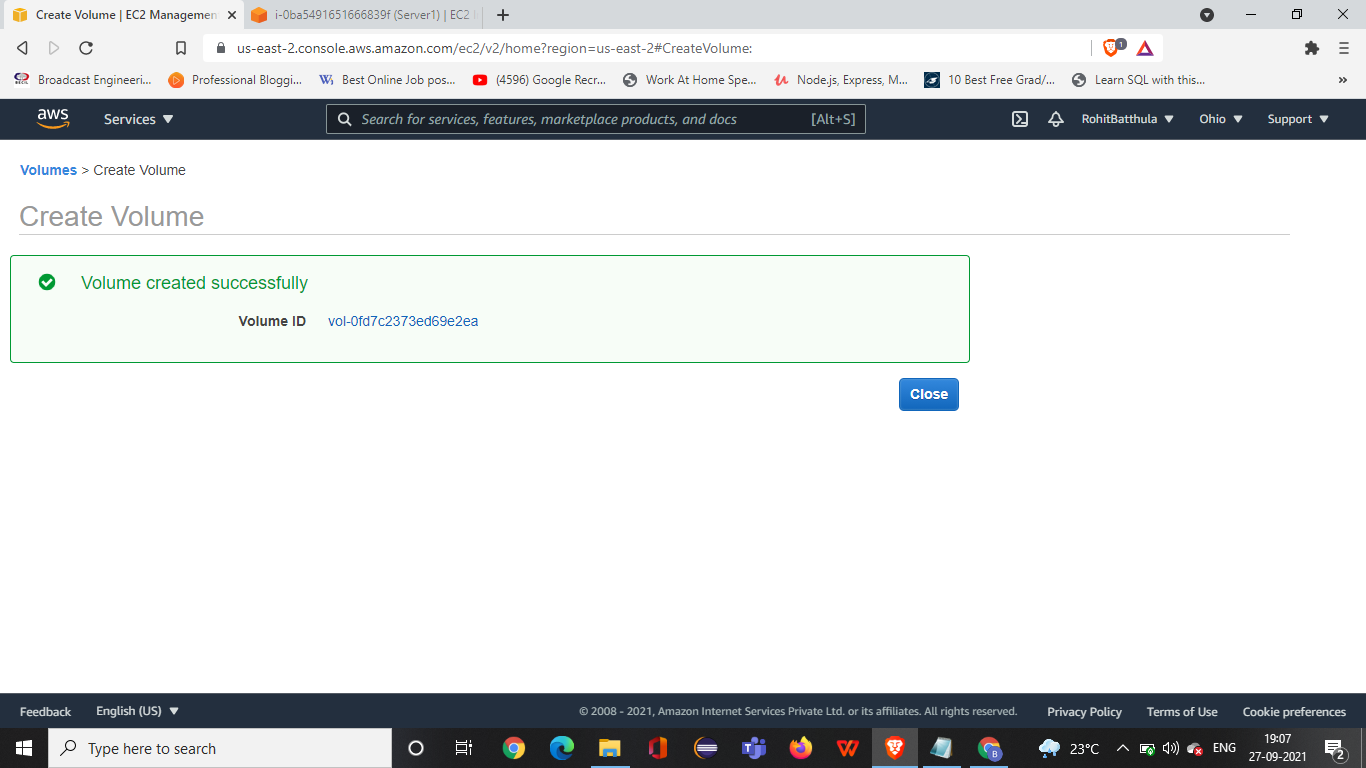 Create Volume | EC2 Managemen
i-0ba5491651666839f (Server1) | EC2
us-east-2.console.aws.amazon.com/ec2/v2/home?region=us-east-2#CreateVolume:
1
Broadcast Engineeri...
Professional Bloggi...
Best Online Job pos...
(4596) Google Recr...
Work At Home Spe...
Node.js, Express, M...
10 Best Free Grad/...
Learn SQL with this...
»
aws
Services
Search for services, features, marketplace products, and docs [Alt+S]
RohitBatthula
Ohio
Support
Volumes > Create Volume
Create Volume
Volume created successfully
Volume ID vol-0fd7c2373ed69e2ea
Close
Feedback
English (US)
© 2008 - 2021, Amazon Internet Services Private Ltd. or its affiliates. All rights reserved.
Privacy Policy
Terms of Use
Cookie preferences
Type here to search
23°C
ENG
19:07
27-09-2021
2